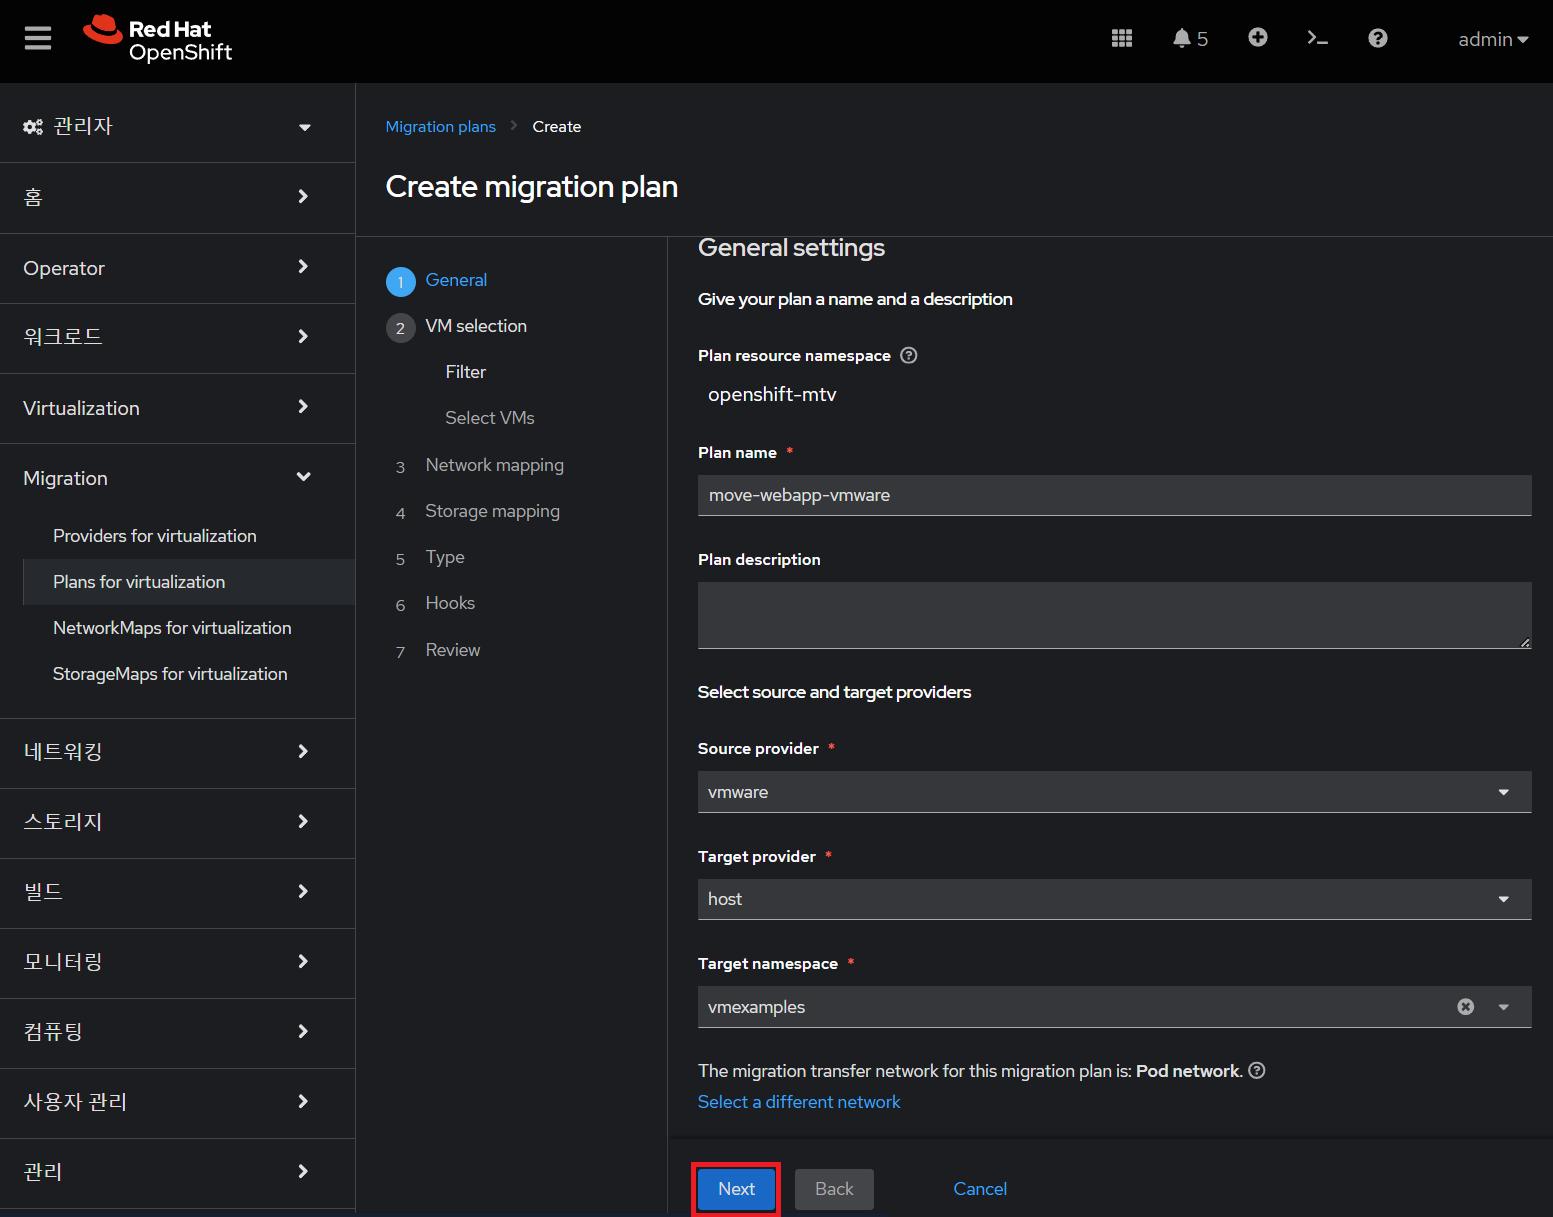 Red Hat
OpenShift
5
admin
관리자
홈
Operator
워크로드
Virtualization
Migration
Providers for virtualization
Plans for virtualization
NetworkMaps for virtualization
StorageMaps for virtualization
네트워킹
스토리지
빌드
모니터링
컴퓨팅
사용자 관리
관리
Migration plans > Create
Create migration plan
1 General
2 VM selection
Filter
Select VMs
3 Network mapping
4 Storage mapping
5 Type
6 Hooks
7 Review
General settings
Give your plan a name and a description
Plan resource namespace
openshift-mtv
Plan name *
move-webapp-vmware
Plan description
Select source and target providers
Source provider *
vmware
Target provider *
host
Target namespace *
vmexamples
The migration transfer network for this migration plan is: Pod network.
Select a different network
Next Back Cancel